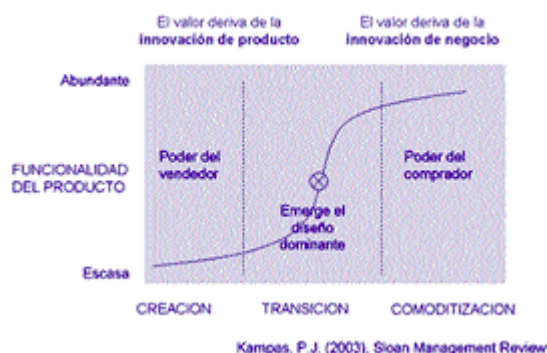 El valor deriva de la
innovación de producto
El valor deriva de la
innovación de negocio
Abundante
FUNCIONALIDAD
DEL PRODUCTO
Escasa
Poder del
vendedor
Emerge el
diseño
dominante
Poder del
comprador
CREACION
TRANSICION
COMODITIZACION
Kampas, P.J. (2003), Sloan Management Review